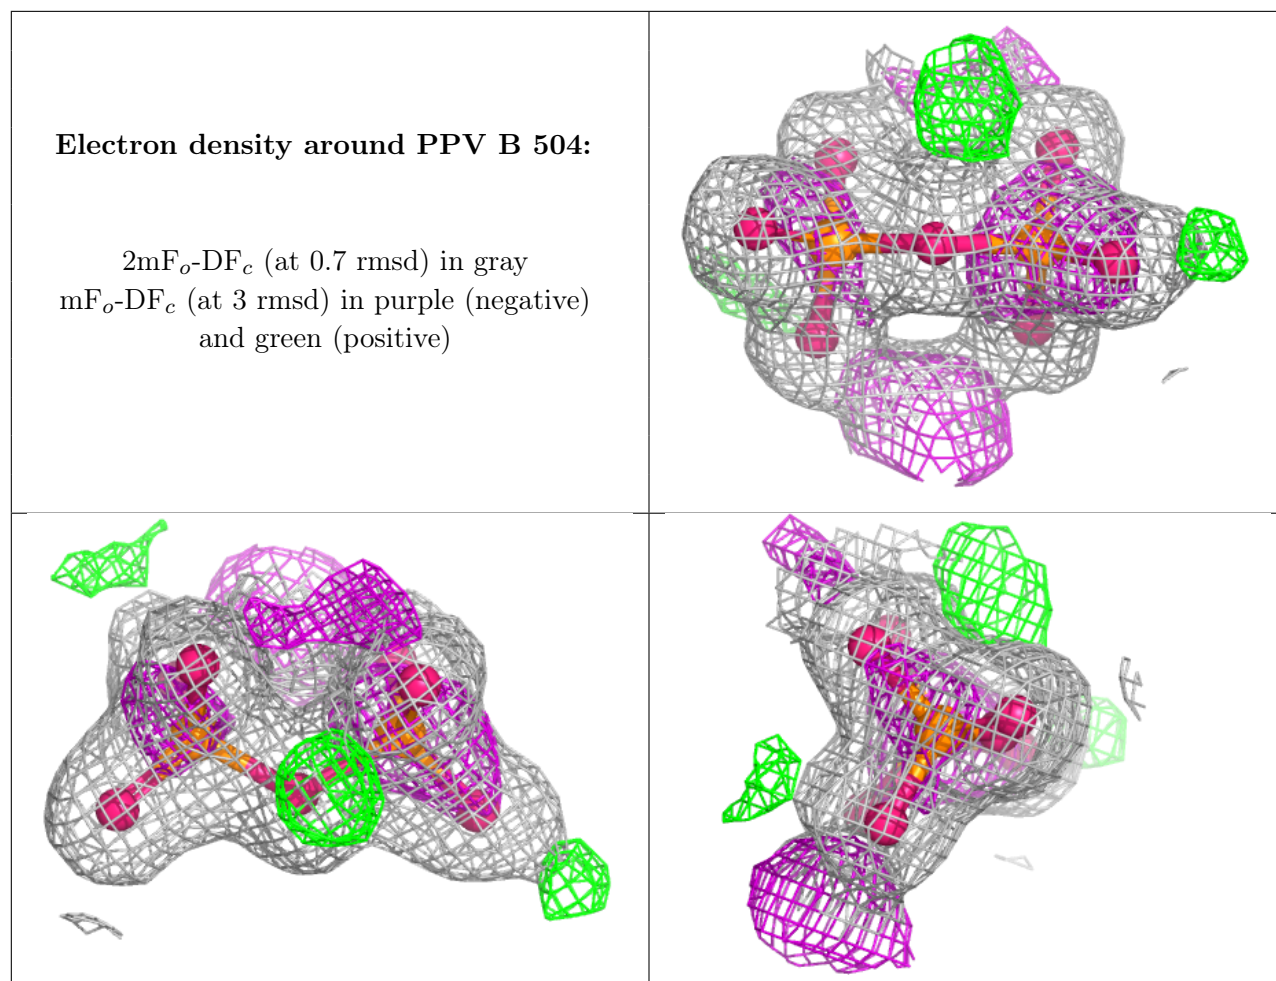 Electron density around PPV B 504:
2mFo-DFc (at 0.7 rmsd) in gray
mFo-DFc (at 3 rmsd) in purple (negative)
and green (positive)